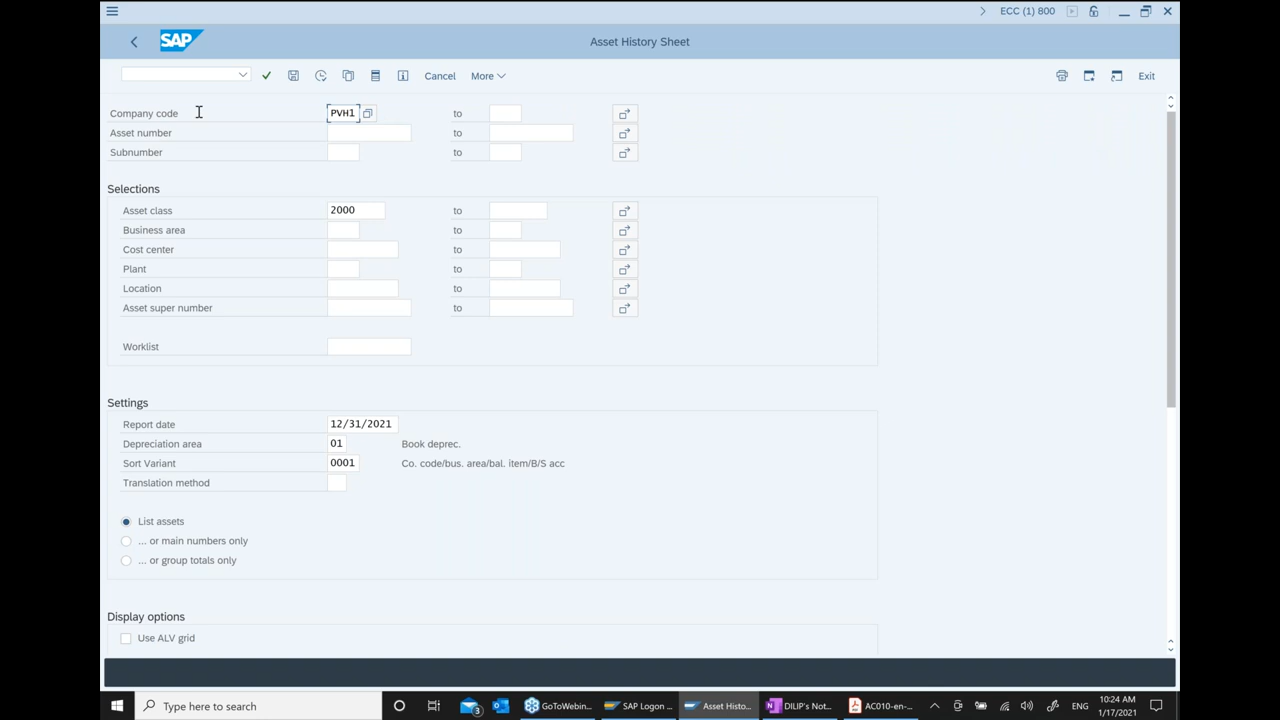 ECC (1) 800
SAP Asset History Sheet
Cancel More Exit
Company code PVH1 to
Asset number to
Subnumber to
Selections
Asset class 2000 to
Business area to
Cost center to
Plant to
Location to
Asset super number to
Worklist
Settings
Report date 12/31/2021
Depreciation area 01 Book deprec.
Sort Variant 0001 Co. code/bus. area/bal. item/B/S acc
Translation method
List assets
... or main numbers only
... or group totals only
Display options
Use ALV grid
Type here to search 3 GoToWebin... SAP Logon ... Asset Histo... DILIP's Not... AC010-en-... ENG 10:24 AM
1/17/2021